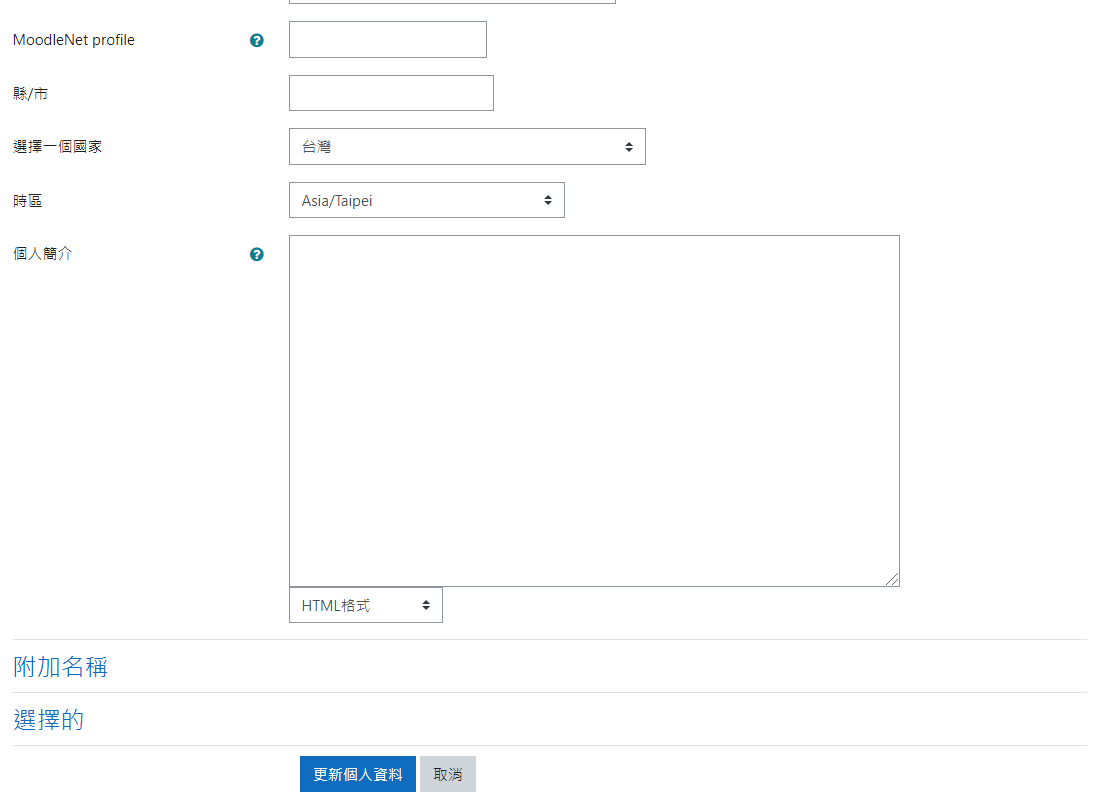 MoodleNet profile
縣/市
選擇一個國家
台灣
時區
Asia/Taipei
個人簡介
HTML格式
附加名稱
選擇的
更新個人資料 取消